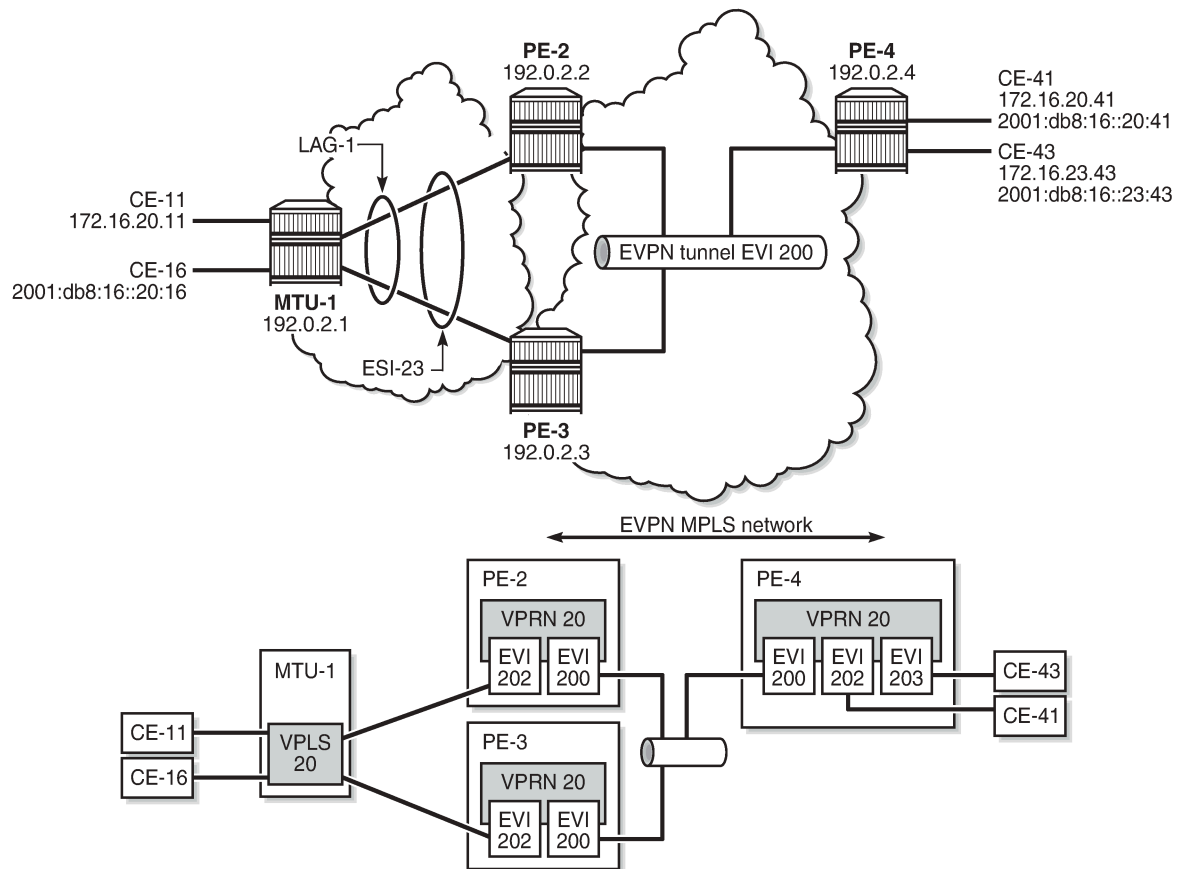 PE-2
192.0.2.2
PE-4
192.0.2.4
CE-41
172.16.20.41
2001:db8:16::20:41
CE-43
172.16.23.43
2001:db8:16::23:43
LAG-1
CE-11
172.16.20.11
CE-16
2001:db8:16::20:16
MTU-1
192.0.2.1
EVPN tunnel EVI 200
ESI-23
PE-3
192.0.2.3
EVPN MPLS network
PE-2
VPRN 20
EVI
202
EVI
200
PE-4
VPRN 20
EVI
200
EVI
202
EVI
203
CE-43
CE-41
MTU-1
VPLS
20
CE-11
CE-16
PE-3
VPRN 20
EVI
202
EVI
200